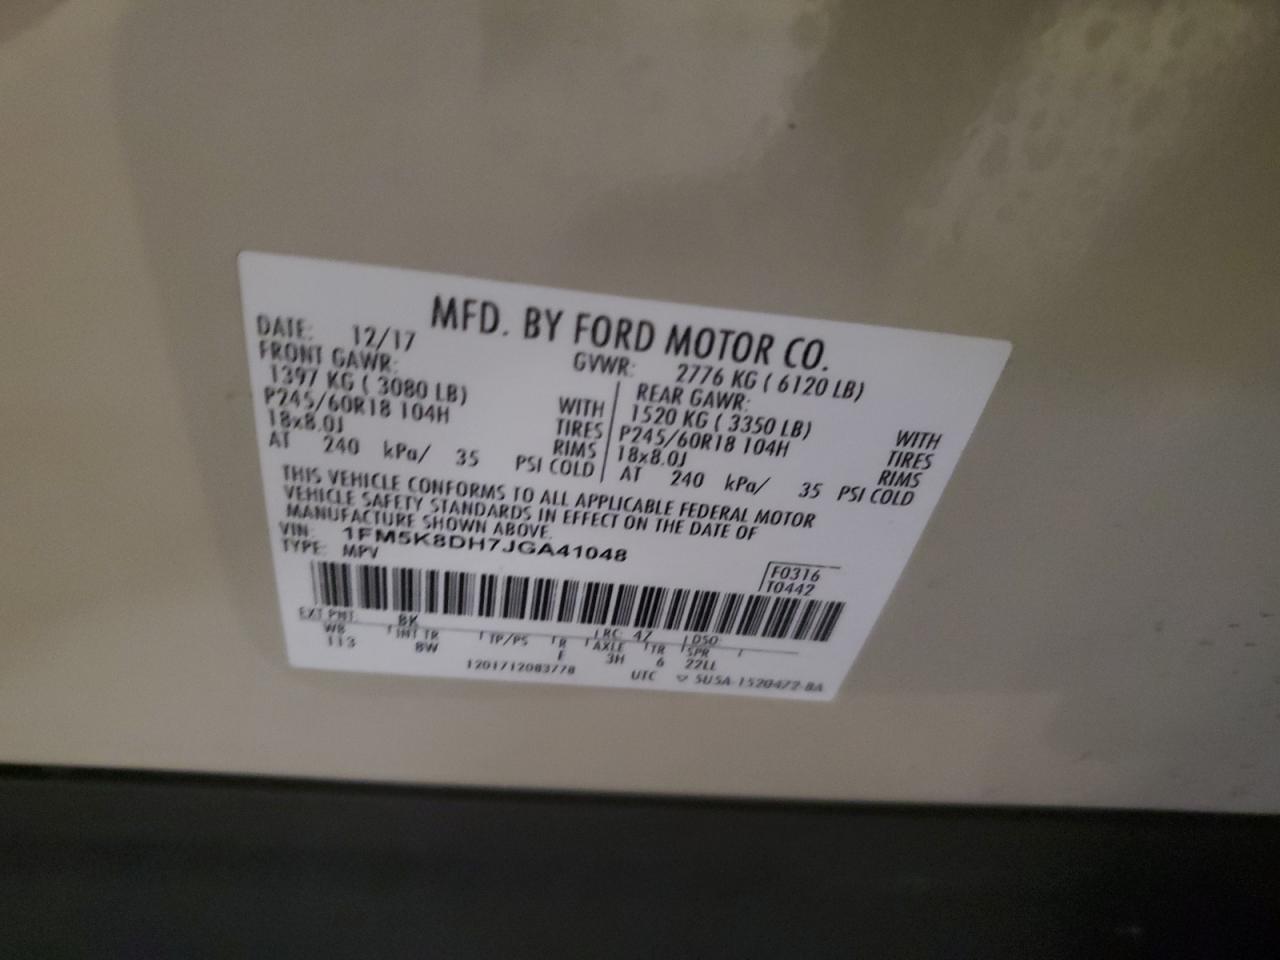 MFD. BY FORD MOTOR CO.
DATE: 12/17 GVWR: 2776 KG ( 6120 LB)
FRONT GAWR: REAR GAWR:
1397 KG ( 3080 LB) WITH 1520 KG ( 3350 LB) WITH
P245/60R18 104H TIRES P245/60R18 104H TIRES
18x8.0J RIMS 18x8.0J RIMS
AT 240 kPa/ 35 PSI COLD AT 240 kPa/ 35 PSI COLD
THIS VEHICLE CONFORMS TO ALL APPLICABLE FEDERAL MOTOR
VEHICLE SAFETY STANDARDS IN EFFECT ON THE DATE OF
MANUFACTURE SHOWN ABOVE.
VIN: 1FM5K8DH7JGA41048
TYPE: MPV
F0316
T0442
EXT PNT: BK RC: 47 DSO:
WB INT TR TP/PS R AXLE TR SPR
113 8W E 3H 6 22LL
1201712083778 UTC 5U5A-1520472-BA